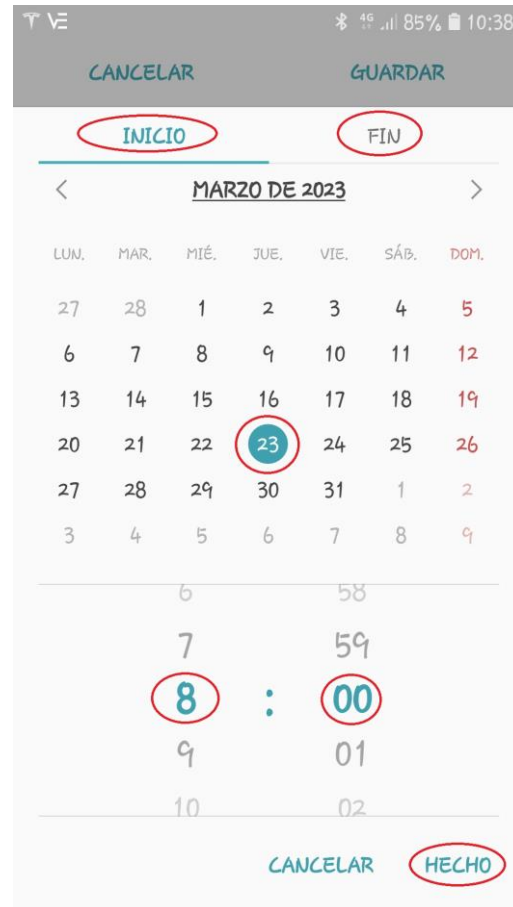 4G 85% 10:38
CANCELAR GUARDAR
INICIO FIN
< MARZO DE 2023 >
LUN. MAR. MIÉ. JUE. VIE. SÁB. DOM.
27 28 1 2 3 4 5
6 7 8 9 10 11 12
13 14 15 16 17 18 19
20 21 22 23 24 25 26
27 28 29 30 31 1 2
3 4 5 6 7 8 9
6 58
7 59
8 : 00
9 01
10 02
CANCELAR HECHO